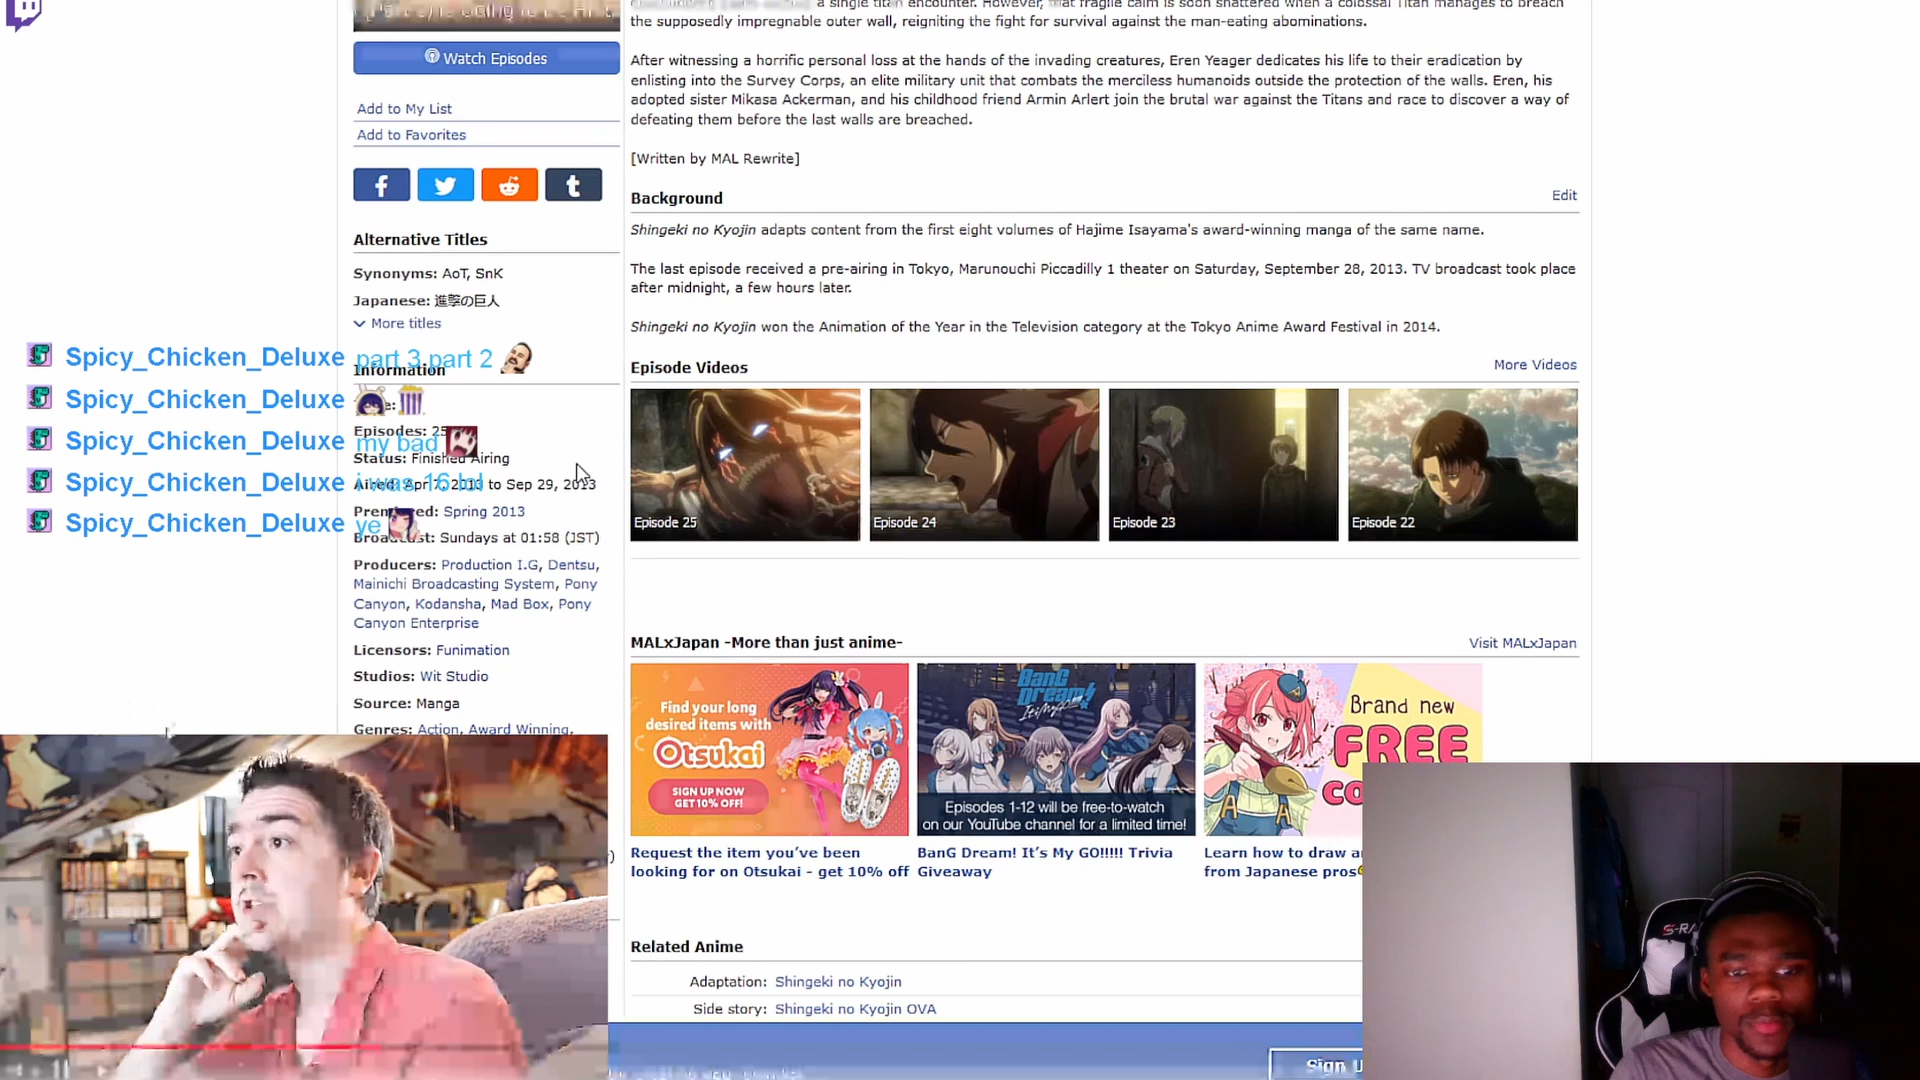 a single titan encounter. However, that fragile calm is soon shattered when a colossal Titan manages to breach
the supposedly impregnable outer wall, reigniting the fight for survival against the man-eating abominations.
Watch Episodes
After witnessing a horrific personal loss at the hands of the invading creatures, Eren Yeager dedicates his life to their eradication by
enlisting into the Survey Corps, an elite military unit that combats the merciless humanoids outside the protection of the walls. Eren, his
adopted sister Mikasa Ackerman, and his childhood friend Armin Arlert join the brutal war against the Titans and race to discover a way of
defeating them before the last walls are breached.
Add to My List
Add to Favorites
[Written by MAL Rewrite]
Background
Edit
Shingeki no Kyojin adapts content from the first eight volumes of Hajime Isayama's award-winning manga of the same name.
The last episode received a pre-airing in Tokyo, Marunouchi Piccadilly 1 theater on Saturday, September 28, 2013. TV broadcast took place
after midnight, a few hours later.
Shingeki no Kyojin won the Animation of the Year in the Television category at the Tokyo Anime Award Festival in 2014.
Alternative Titles
Synonyms: AoT, SnK
Japanese: 進撃の巨人
More titles
Spicy_Chicken_Deluxe part 3 part 2
Information
Spicy_Chicken_Deluxe
Episodes: 25
Spicy_Chicken_Deluxe my bad
Status: Finished Airing
Spicy_Chicken_Deluxe i was 16 lol
Aired: Apr 7, 2013 to Sep 29, 2013
Premiered: Spring 2013
Spicy_Chicken_Deluxe ye
Broadcast: Sundays at 01:58 (JST)
Producers: Production I.G, Dentsu,
Mainichi Broadcasting System, Pony
Canyon, Kodansha, Mad Box, Pony
Canyon Enterprise
Licensors: Funimation
Studios: Wit Studio
Source: Manga
Genres: Action, Award Winning,
Episode Videos
More Videos
Episode 25
Episode 24
Episode 23
Episode 22
MALxJapan -More than just anime-
Visit MALxJapan
Find your long
desired items with
Otsukai
SIGN UP NOW
GET 10% OFF!
BanG
Dream!
It's MyGO!!!!!
Episodes 1-12 will be free-to-watch
on our YouTube channel for a limited time!
Brand new
FREE
Request the item you've been
looking for on Otsukai - get 10% off
BanG Dream! It's My GO!!!!! Trivia
Giveaway
Learn how to draw
from Japanese pros
Related Anime
Adaptation: Shingeki no Kyojin
Side story: Shingeki no Kyojin OVA
Sign